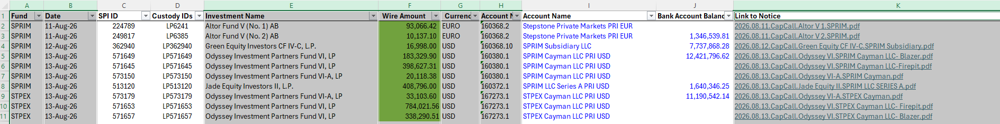 A B C D E F G H I J K
1 Fund Date SPI ID Custody IDs Investment Name Wire Amount Currenc Account N Account Name Bank Account Balanc Link to Notice
2 SPRIM 11-Aug-26 224789 LP6241 Altor Fund V (No. 1) AB 93,066.42 EURO 160368.2 Stepstone Private Markets PRI EUR 2026.08.11.CapCall.Altor V 1.SPRIM.pdf
3 SPRIM 11-Aug-26 249817 LP6385 Altor Fund V (No. 2) AB 10,137.10 EURO 160368.2 Stepstone Private Markets PRI EUR 1,346,539.81 2026.08.11.CapCall.Altor V 2.SPRIM.pdf
4 SPRIM 12-Aug-26 362940 LP362940 Green Equity Investors CF IV-C, L.P. 16,998.00 USD 160368.10 SPRIM Subsidiary LLC 7,737,868.28 2026.08.12.CapCall.Green Equity CF IV-C.SPRIM Subsidiary.pdf
5 SPRIM 13-Aug-26 571649 LP571649 Odyssey Investment Partners Fund VI, LP 183,329.90 USD 160380.1 SPRIM Cayman LLC PRI USD 12,421,796.62 2026.08.13.CapCall.Odyssey VI.SPRIM Cayman LLC- Blazer.pdf
6 SPRIM 13-Aug-26 571645 LP571645 Odyssey Investment Partners Fund VI, LP 398,627.31 USD 160380.1 SPRIM Cayman LLC PRI USD 2026.08.13.CapCall.Odyssey VI.SPRIM Cayman LLC-Firepit.pdf
7 SPRIM 13-Aug-26 573150 LP573150 Odyssey Investment Partners Fund VI-A, LP 20,118.38 USD 160380.1 SPRIM Cayman LLC PRI USD 2026.08.13.CapCall.Odyssey VI-A.SPRIM Cayman.pdf
8 SPRIM 13-Aug-26 513120 LP513120 Jade Equity Investors II, L.P. 408,796.00 USD 160372.1 SPRIM LLC Series A PRI USD 1,640,346.25 2026.08.13.CapCall.Jade Equity II.SPRIM LLC SERIES A.pdf
9 STPEX 13-Aug-26 573179 LP573179 Odyssey Investment Partners Fund VI-A, LP 33,103.60 USD 167273.1 STPEX Cayman LLC PRI USD 11,190,542.14 2026.08.13.CapCall.Odyssey VI-A.STPEX Cayman.pdf
10 STPEX 13-Aug-26 571653 LP571653 Odyssey Investment Partners Fund VI, LP 784,021.56 USD 167273.1 STPEX Cayman LLC PRI USD 2026.08.13.CapCall.Odyssey VI.STPEX Cayman LLC- Firepit.pdf
11 STPEX 13-Aug-26 571657 LP571657 Odyssey Investment Partners Fund VI, LP 338,290.51 USD 167273.1 STPEX Cayman LLC PRI USD 2026.08.13.CapCall.Odyssey VI.STPEX Cayman LLC- Blazer.pdf